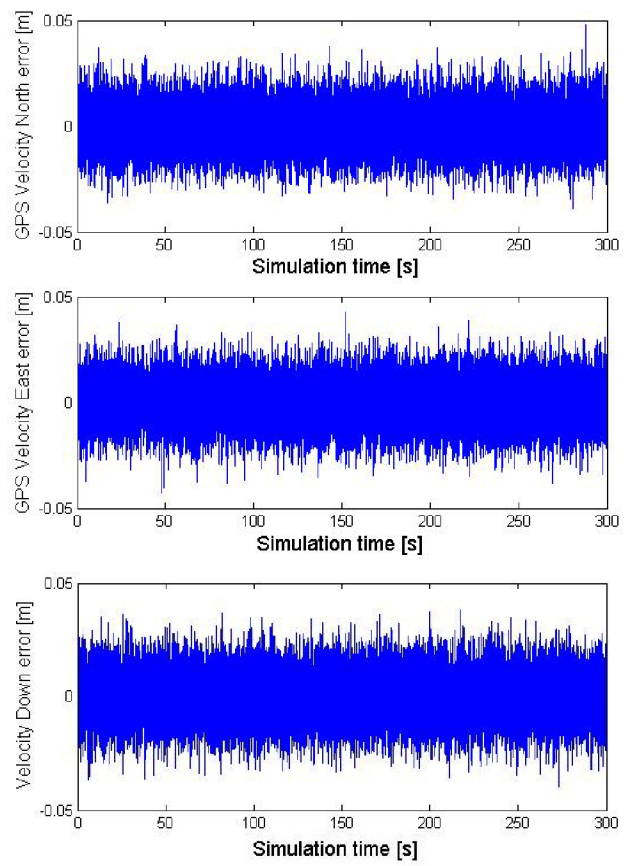 GPS Velocity North error [m]
0.05
0
-0.05
0 50 100 150 200 250 300
Simulation time [s]
GPS Velocity East error [m]
0.05
0
-0.05
0 50 100 150 200 250 300
Simulation time [s]
Velocity Down error [m]
0.05
0
-0.05
0 50 100 150 200 250 300
Simulation time [s]